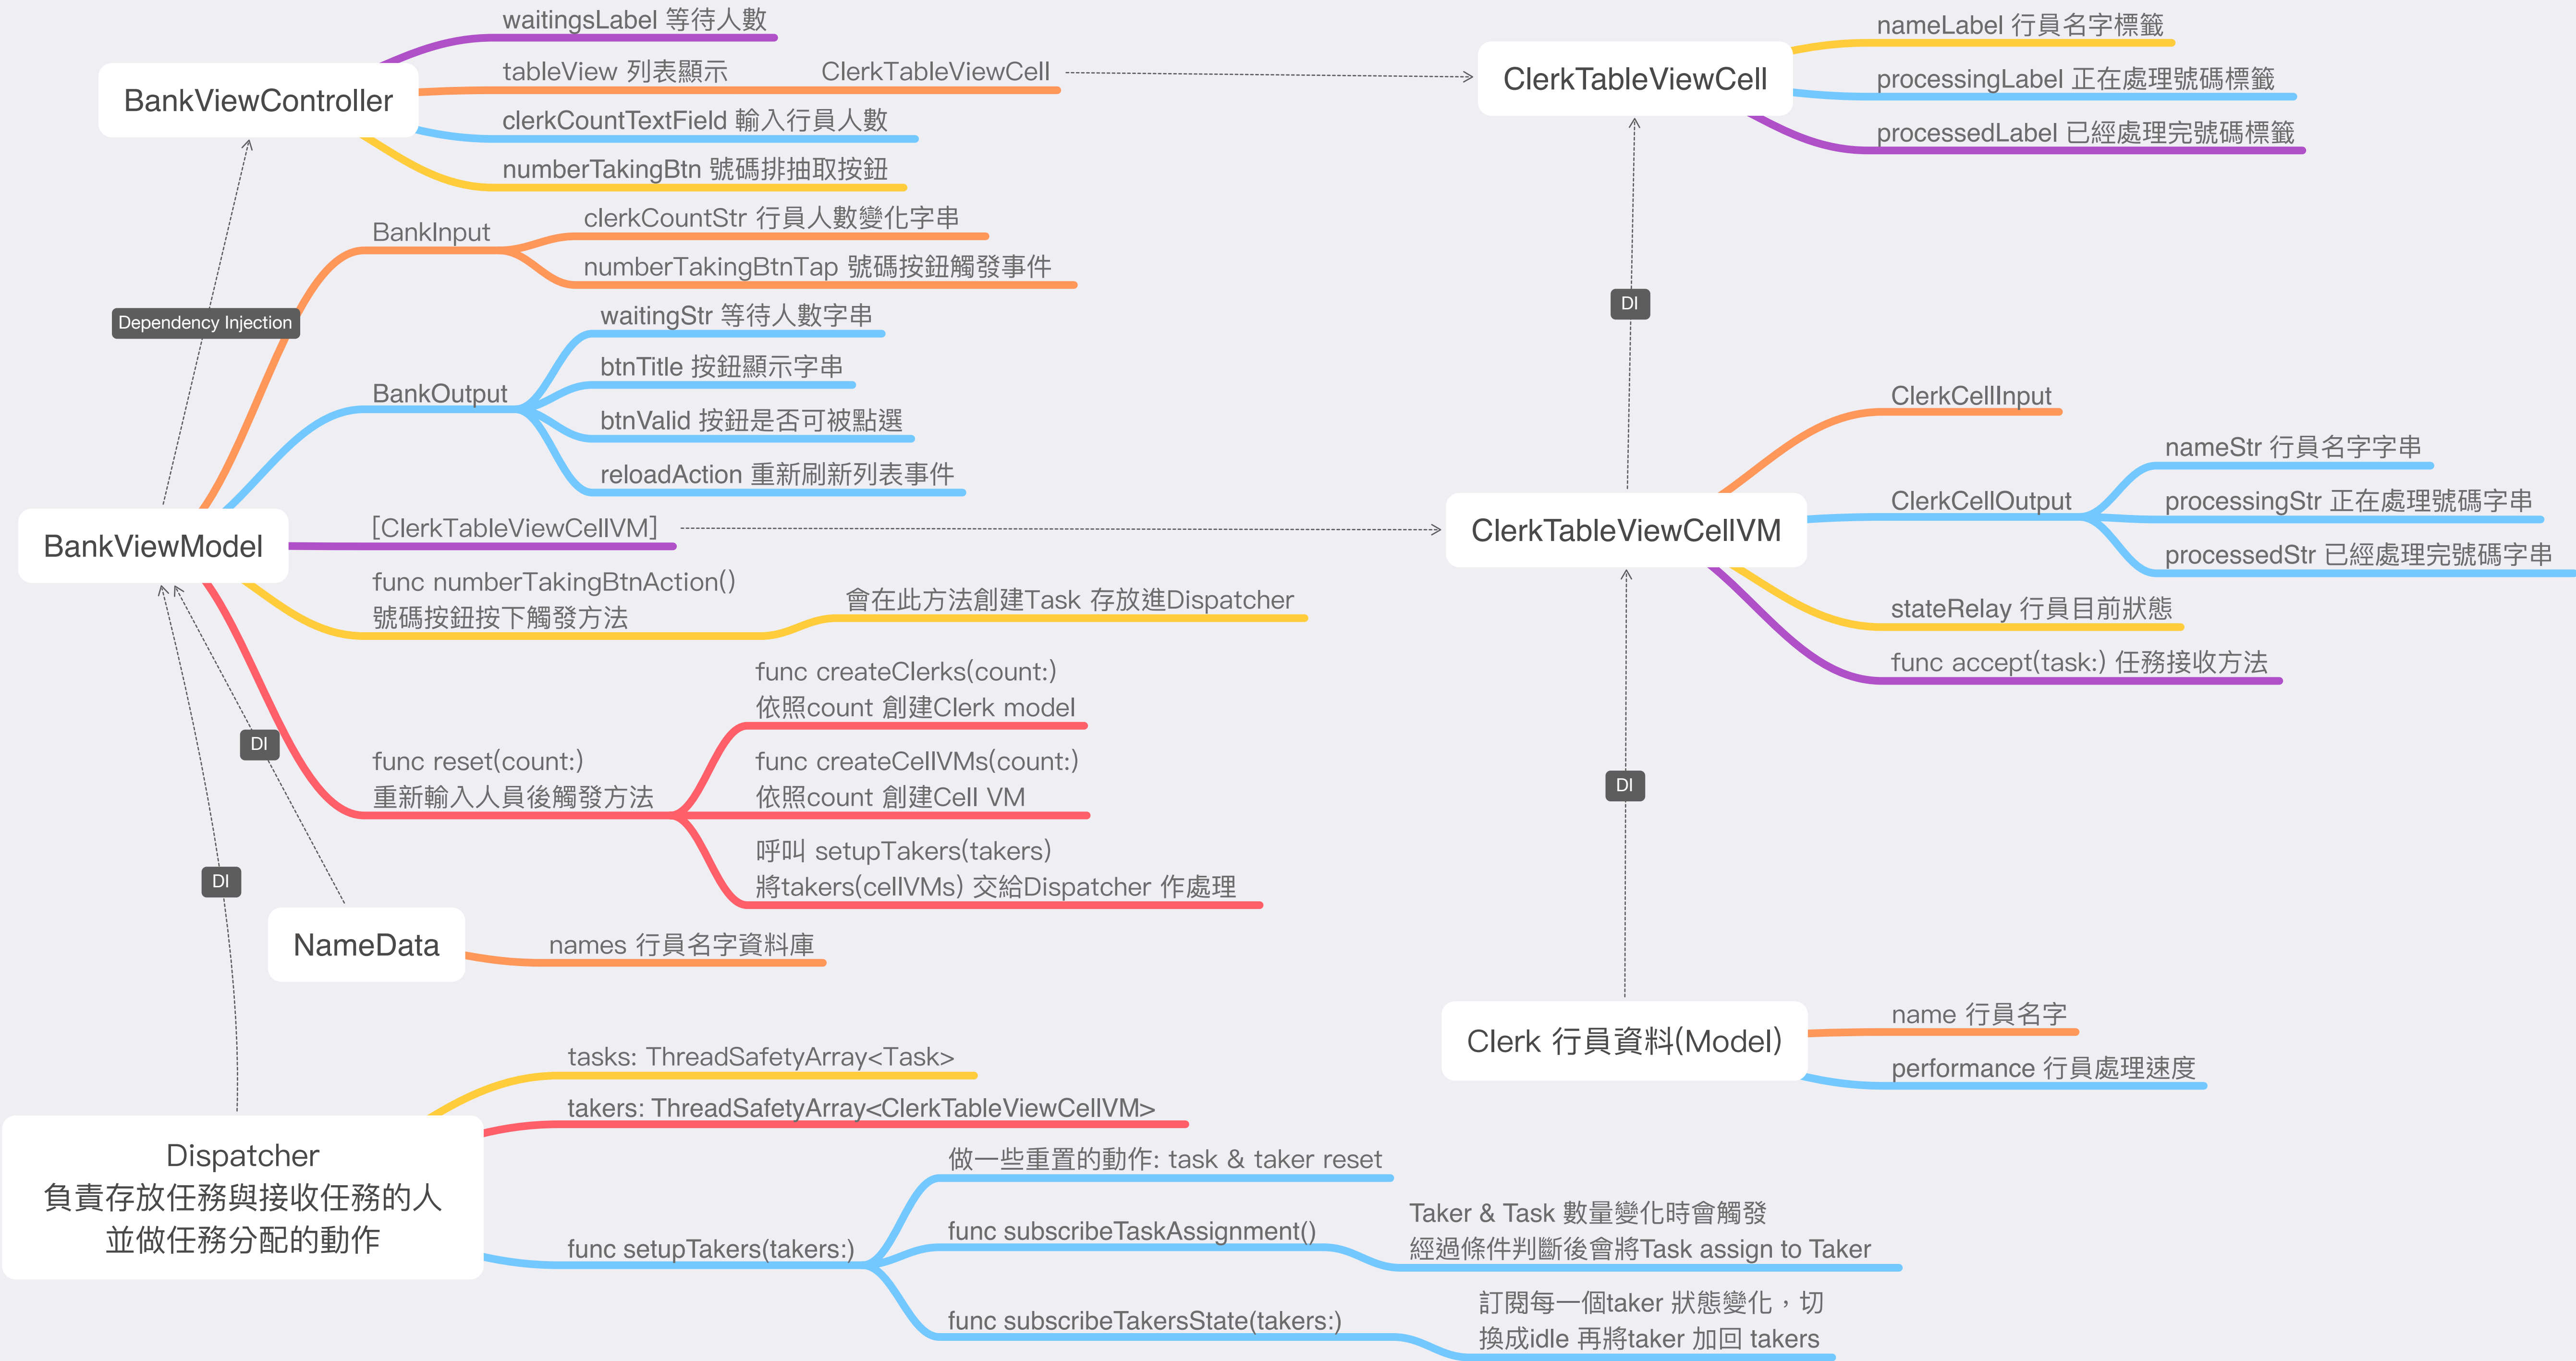 BankViewController
waitingsLabel 等待人數
tableView 列表顯示
ClerkTableViewCell
clerkCountTextField 輸入行員人數
numberTakingBtn 號碼排抽取按鈕
ClerkTableViewCell
nameLabel 行員名字標籤
processingLabel 正在處理號碼標籤
processedLabel 已經處理完號碼標籤
Dependency Injection
DI
BankViewModel
BankInput
clerkCountStr 行員人數變化字串
numberTakingBtnTap 號碼按鈕觸發事件
BankOutput
waitingStr 等待人數字串
btnTitle 按鈕顯示字串
btnValid 按鈕是否可被點選
reloadAction 重新刷新列表事件
[ClerkTableViewCellVM]
func numberTakingBtnAction()
號碼按鈕按下觸發方法
會在此方法創建Task 存放進Dispatcher
func reset(count:)
重新輸入人員後觸發方法
func createClerks(count:)
依照count 創建Clerk model
func createCellVMs(count:)
依照count 創建Cell VM
呼叫 setupTakers(takers)
將takers(cellVMs) 交給Dispatcher 作處理
ClerkTableViewCellVM
ClerkCellInput
ClerkCellOutput
nameStr 行員名字字串
processingStr 正在處理號碼字串
processedStr 已經處理完號碼字串
stateRelay 行員目前狀態
func accept(task:) 任務接收方法
DI
DI
DI
NameData
names 行員名字資料庫
Clerk 行員資料(Model)
name 行員名字
performance 行員處理速度
Dispatcher
負責存放任務與接收任務的人
並做任務分配的動作
tasks: ThreadSafetyArray<Task>
takers: ThreadSafetyArray<ClerkTableViewCellVM>
func setupTakers(takers:)
做一些重置的動作: task & taker reset
func subscribeTaskAssignment()
Taker & Task 數量變化時會觸發
經過條件判斷後會將Task assign to Taker
func subscribeTakersState(takers:)
訂閱每一個taker 狀態變化，切
換成idle 再將taker 加回 takers